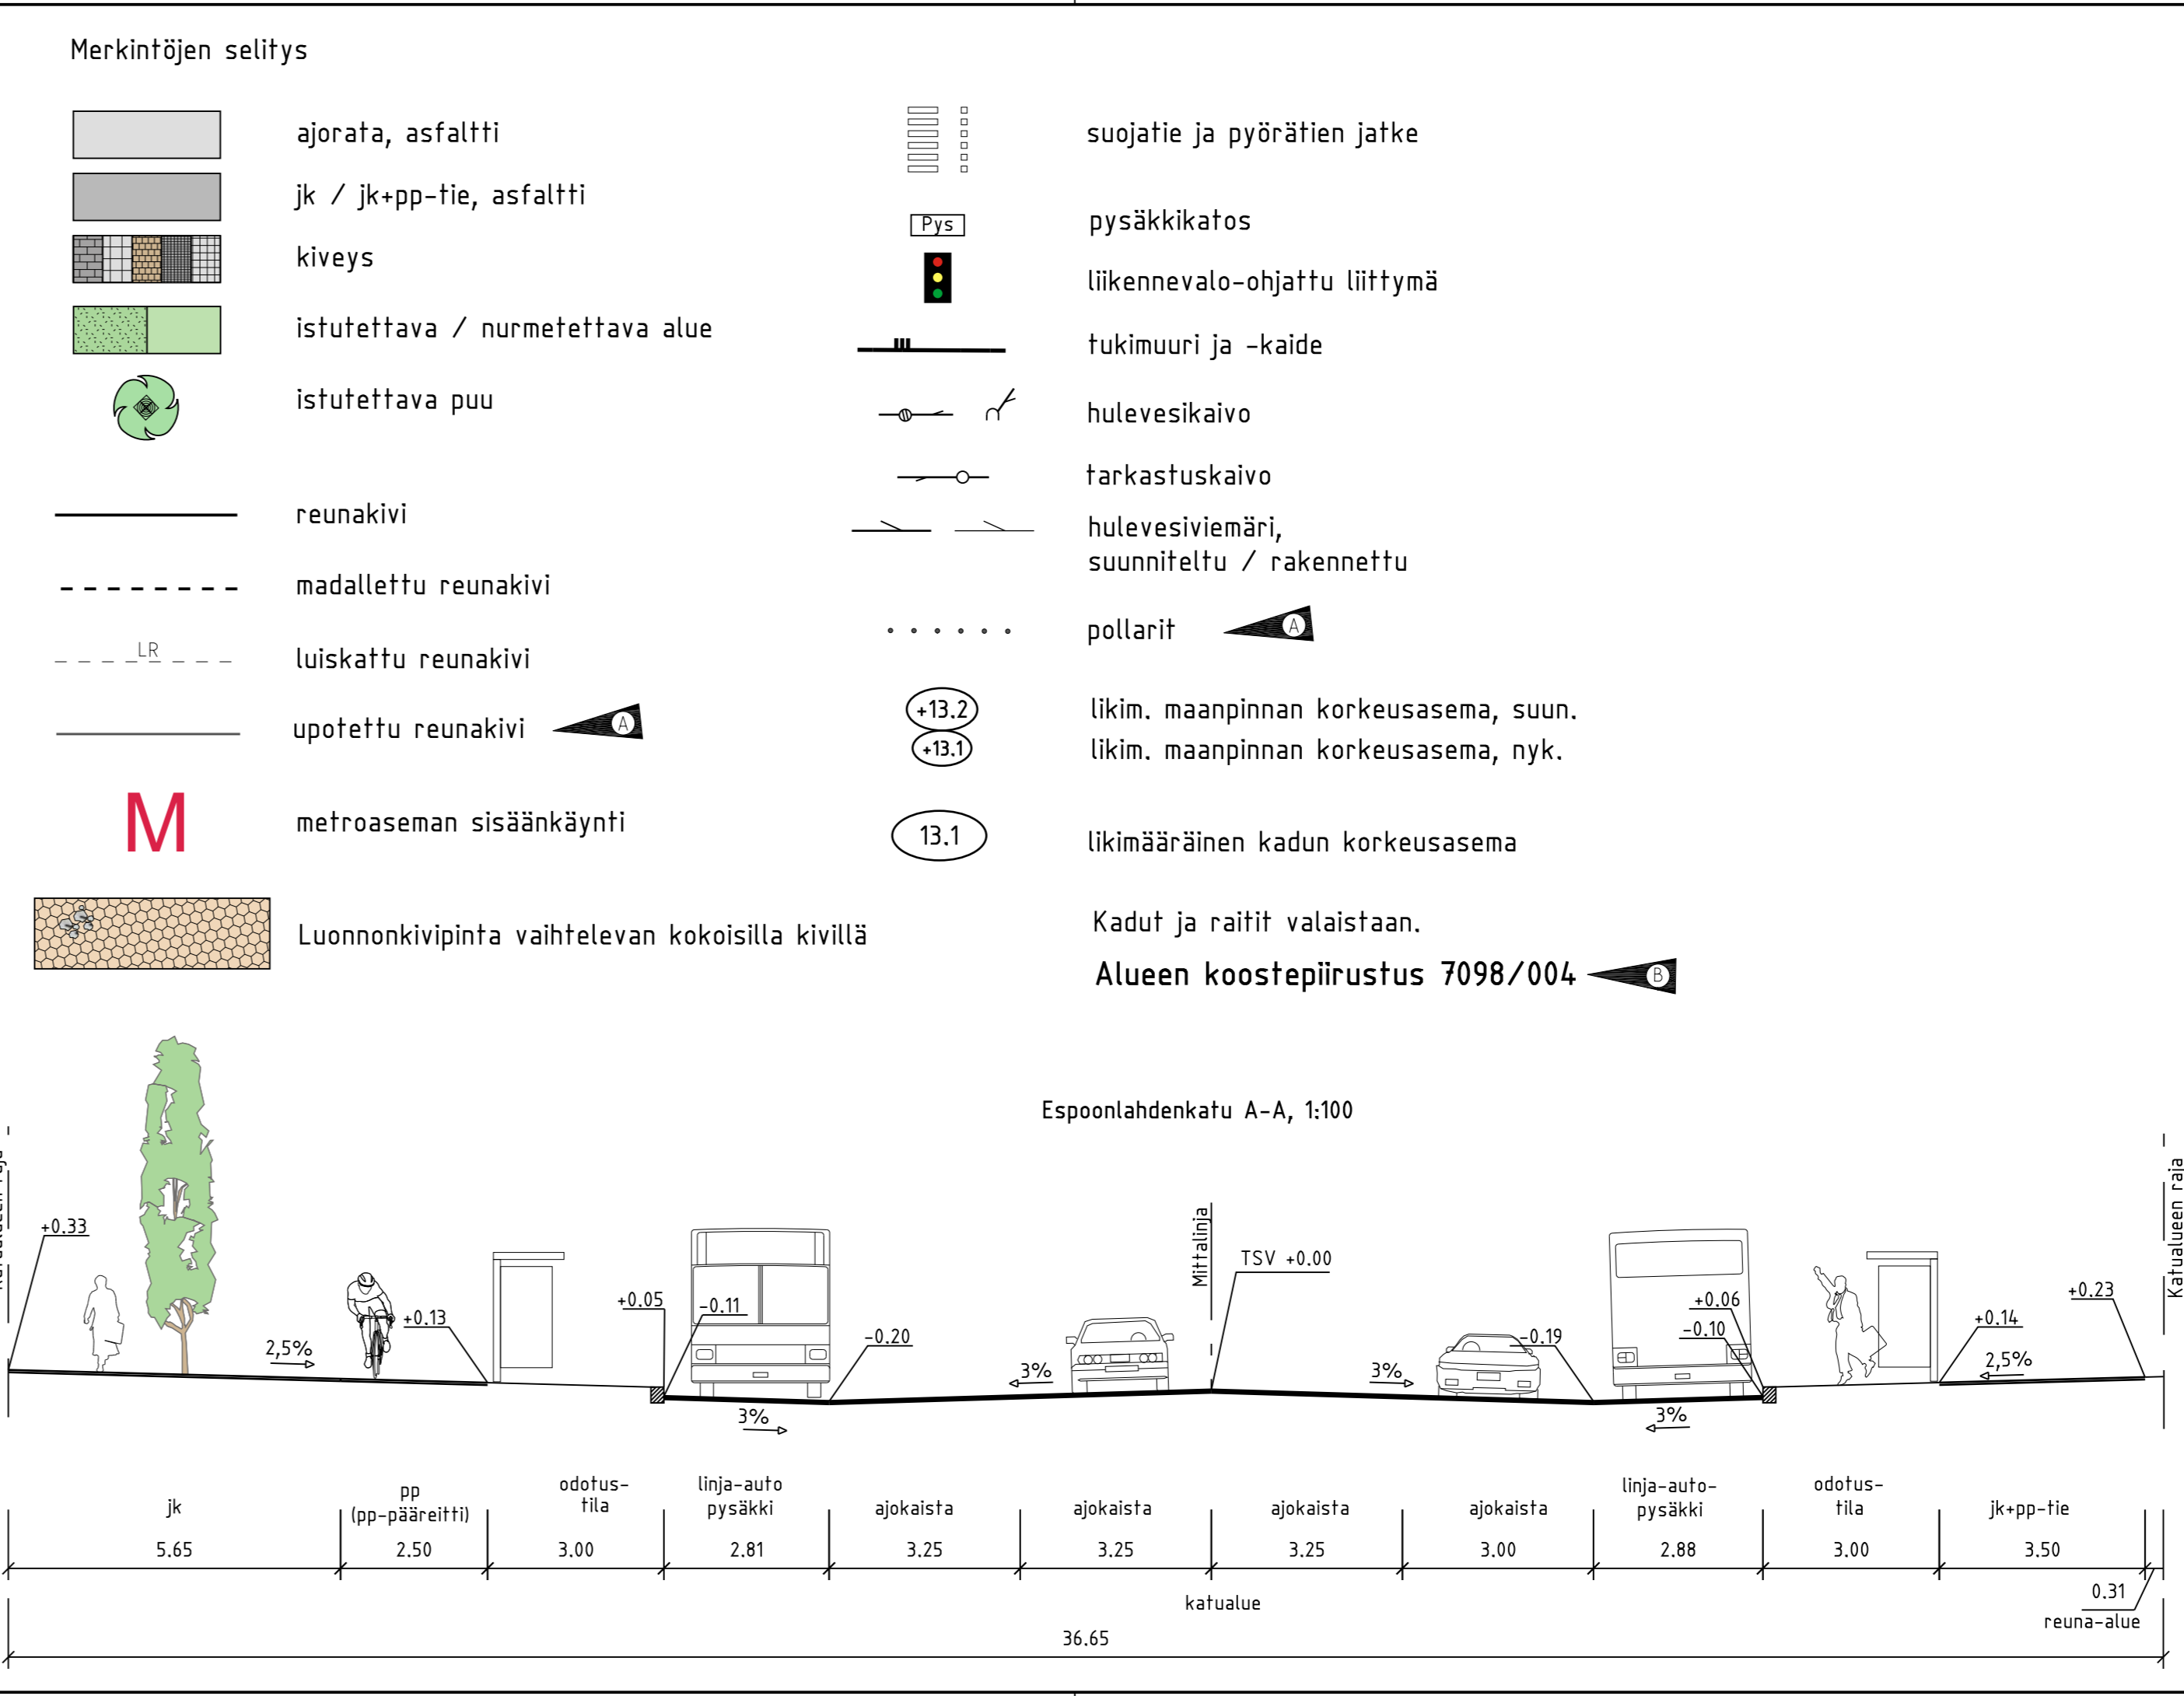 Merkintöjen selitys
ajorata, asfaltti
jk / jk+pp-tie, asfaltti
kiveys
istutettava / nurmetettava alue
istutettava puu
reunakivi
madallettu reunakivi
LR
luiskattu reunakivi
upotettu reunakivi
A
M
metroaseman sisäänkäynti
Luonnonkivipinta vaihtelevan kokoisilla kivillä
suojatie ja pyörätien jatke
Pys
pysäkkikatos
liikennevalo-ohjattu liittymä
tukimuuri ja -kaide
hulevesikaivo
tarkastuskaivo
hulevesiviemäri,
suunniteltu / rakennettu
pollarit
A
+13.2
likim. maanpinnan korkeusasema, suun.
+13.1
likim. maanpinnan korkeusasema, nyk.
13.1
likimääräinen kadun korkeusasema
Kadut ja raitit valaistaan.
Alueen koostepiirustus 7098/004
B
Espoonlahdenkatu A-A, 1:100
+0.33
2,5%
+0.13
+0.05
-0.11
3%
-0.20
3%
Mittalinja
TSV +0.00
3%
-0.19
3%
+0.06
-0.10
+0.14
2,5%
+0.23
Katualueen raja
jk
5.65
pp
(pp-pääreitti)
2.50
odotus-
tila
3.00
linja-auto
pysäkki
2.81
ajokaista
3.25
ajokaista
3.25
ajokaista
3.25
ajokaista
3.00
linja-auto-
pysäkki
2.88
odotus-
tila
3.00
jk+pp-tie
3.50
0.31
reuna-alue
katualue
36.65